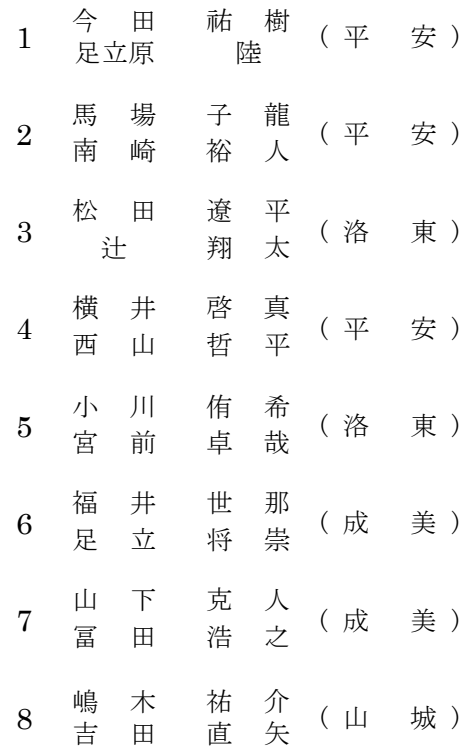 1 今田 祐樹 (平安)
足立原 陸
2 馬場 子龍 (平安)
南崎 裕人
3 松田 遼平 (洛東)
辻 翔太
4 横井 啓真 (平安)
西山 哲平
5 小川 侑希 (洛東)
宮前 卓哉
6 福井 世那 (成美)
足立 将崇
7 山下 克人 (成美)
冨田 浩之
8 嶋木 祐介 (山城)
吉田 直矢